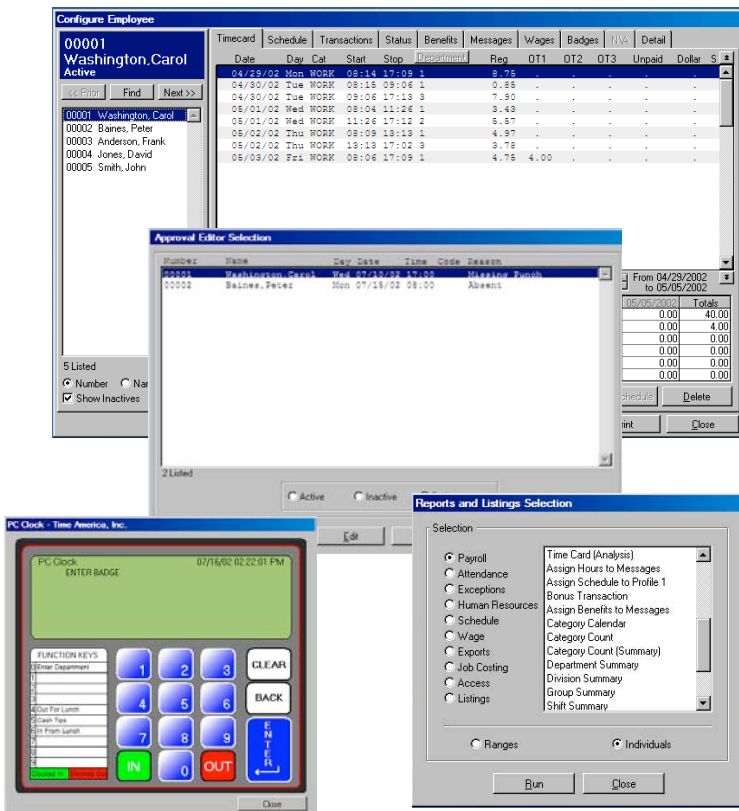 Configure Employee
00001
Washington,Carol
Active
<< Prior Find Next >>
00001 Washington, Carol
00002 Baines, Peter
00003 Anderson, Frank
00004 Jones, David
00005 Smith, John
5 Listed
Number
Show Inactives
Timecard Schedule Transactions Status Benefits Messages Wages Badges N\A Detail
Date Day Cat Start Stop Department Reg OT1 OT2 OT3 Unpaid Dollar S
04/29/02 Mon WORK 08:14 17:09 1 8.75 . . . . .
04/30/02 Tue WORK 08:15 09:06 1 0.85 . . . . .
04/30/02 Tue WORK 09:06 17:13 3 7.90 . . . . .
05/01/02 Wed WORK 08:04 11:26 1 3.43 . . . . .
05/01/02 Wed WORK 11:26 17:12 2 5.57 . . . . .
05/02/02 Thu WORK 08:09 13:13 1 4.97 . . . . .
05/02/02 Thu WORK 13:13 17:02 3 3.78 . . . . .
05/03/02 Fri WORK 08:06 17:09 1 4.75 4.00 . . . .
From 04/29/2002
to 05/05/2002
05/05/2002 Totals
0.00 40.00
0.00 4.00
0.00 0.00
0.00 0.00
0.00 0.00
0.00 0.00
Delete
Close
Approval Editor Selection
Number Name Day Date Time Code Reason
00001 Washington,Carol Wed 07/10/02 17:00 Missing Punch
00002 Baines,Peter Mon 07/15/02 08:00 Absent
2 Listed
Active Inactive
Edit
PC Clock - Time America, Inc.
PC Clock 07/16/02 02:22:01 PM
ENTER BADGE
FUNCTION KEYS
0 Enter Department
1
2
3
4 Out For Lunch
5 Cash Tips
6 In From Lunch
7
8
9
Clocked In Clocked Out
1 2 3 CLEAR
4 5 6 BACK
7 8 9 ENTER
IN 0 OUT
Close
Reports and Listings Selection
Selection
Payroll
Attendance
Exceptions
Human Resources
Schedule
Wage
Exports
Job Costing
Access
Listings
Time Card (Analysis)
Assign Hours to Messages
Assign Schedule to Profile 1
Bonus Transaction
Assign Benefits to Messages
Category Calendar
Category Count
Category Count (Summary)
Department Summary
Division Summary
Group Summary
Shift Summary
Ranges Individuals
Run Close